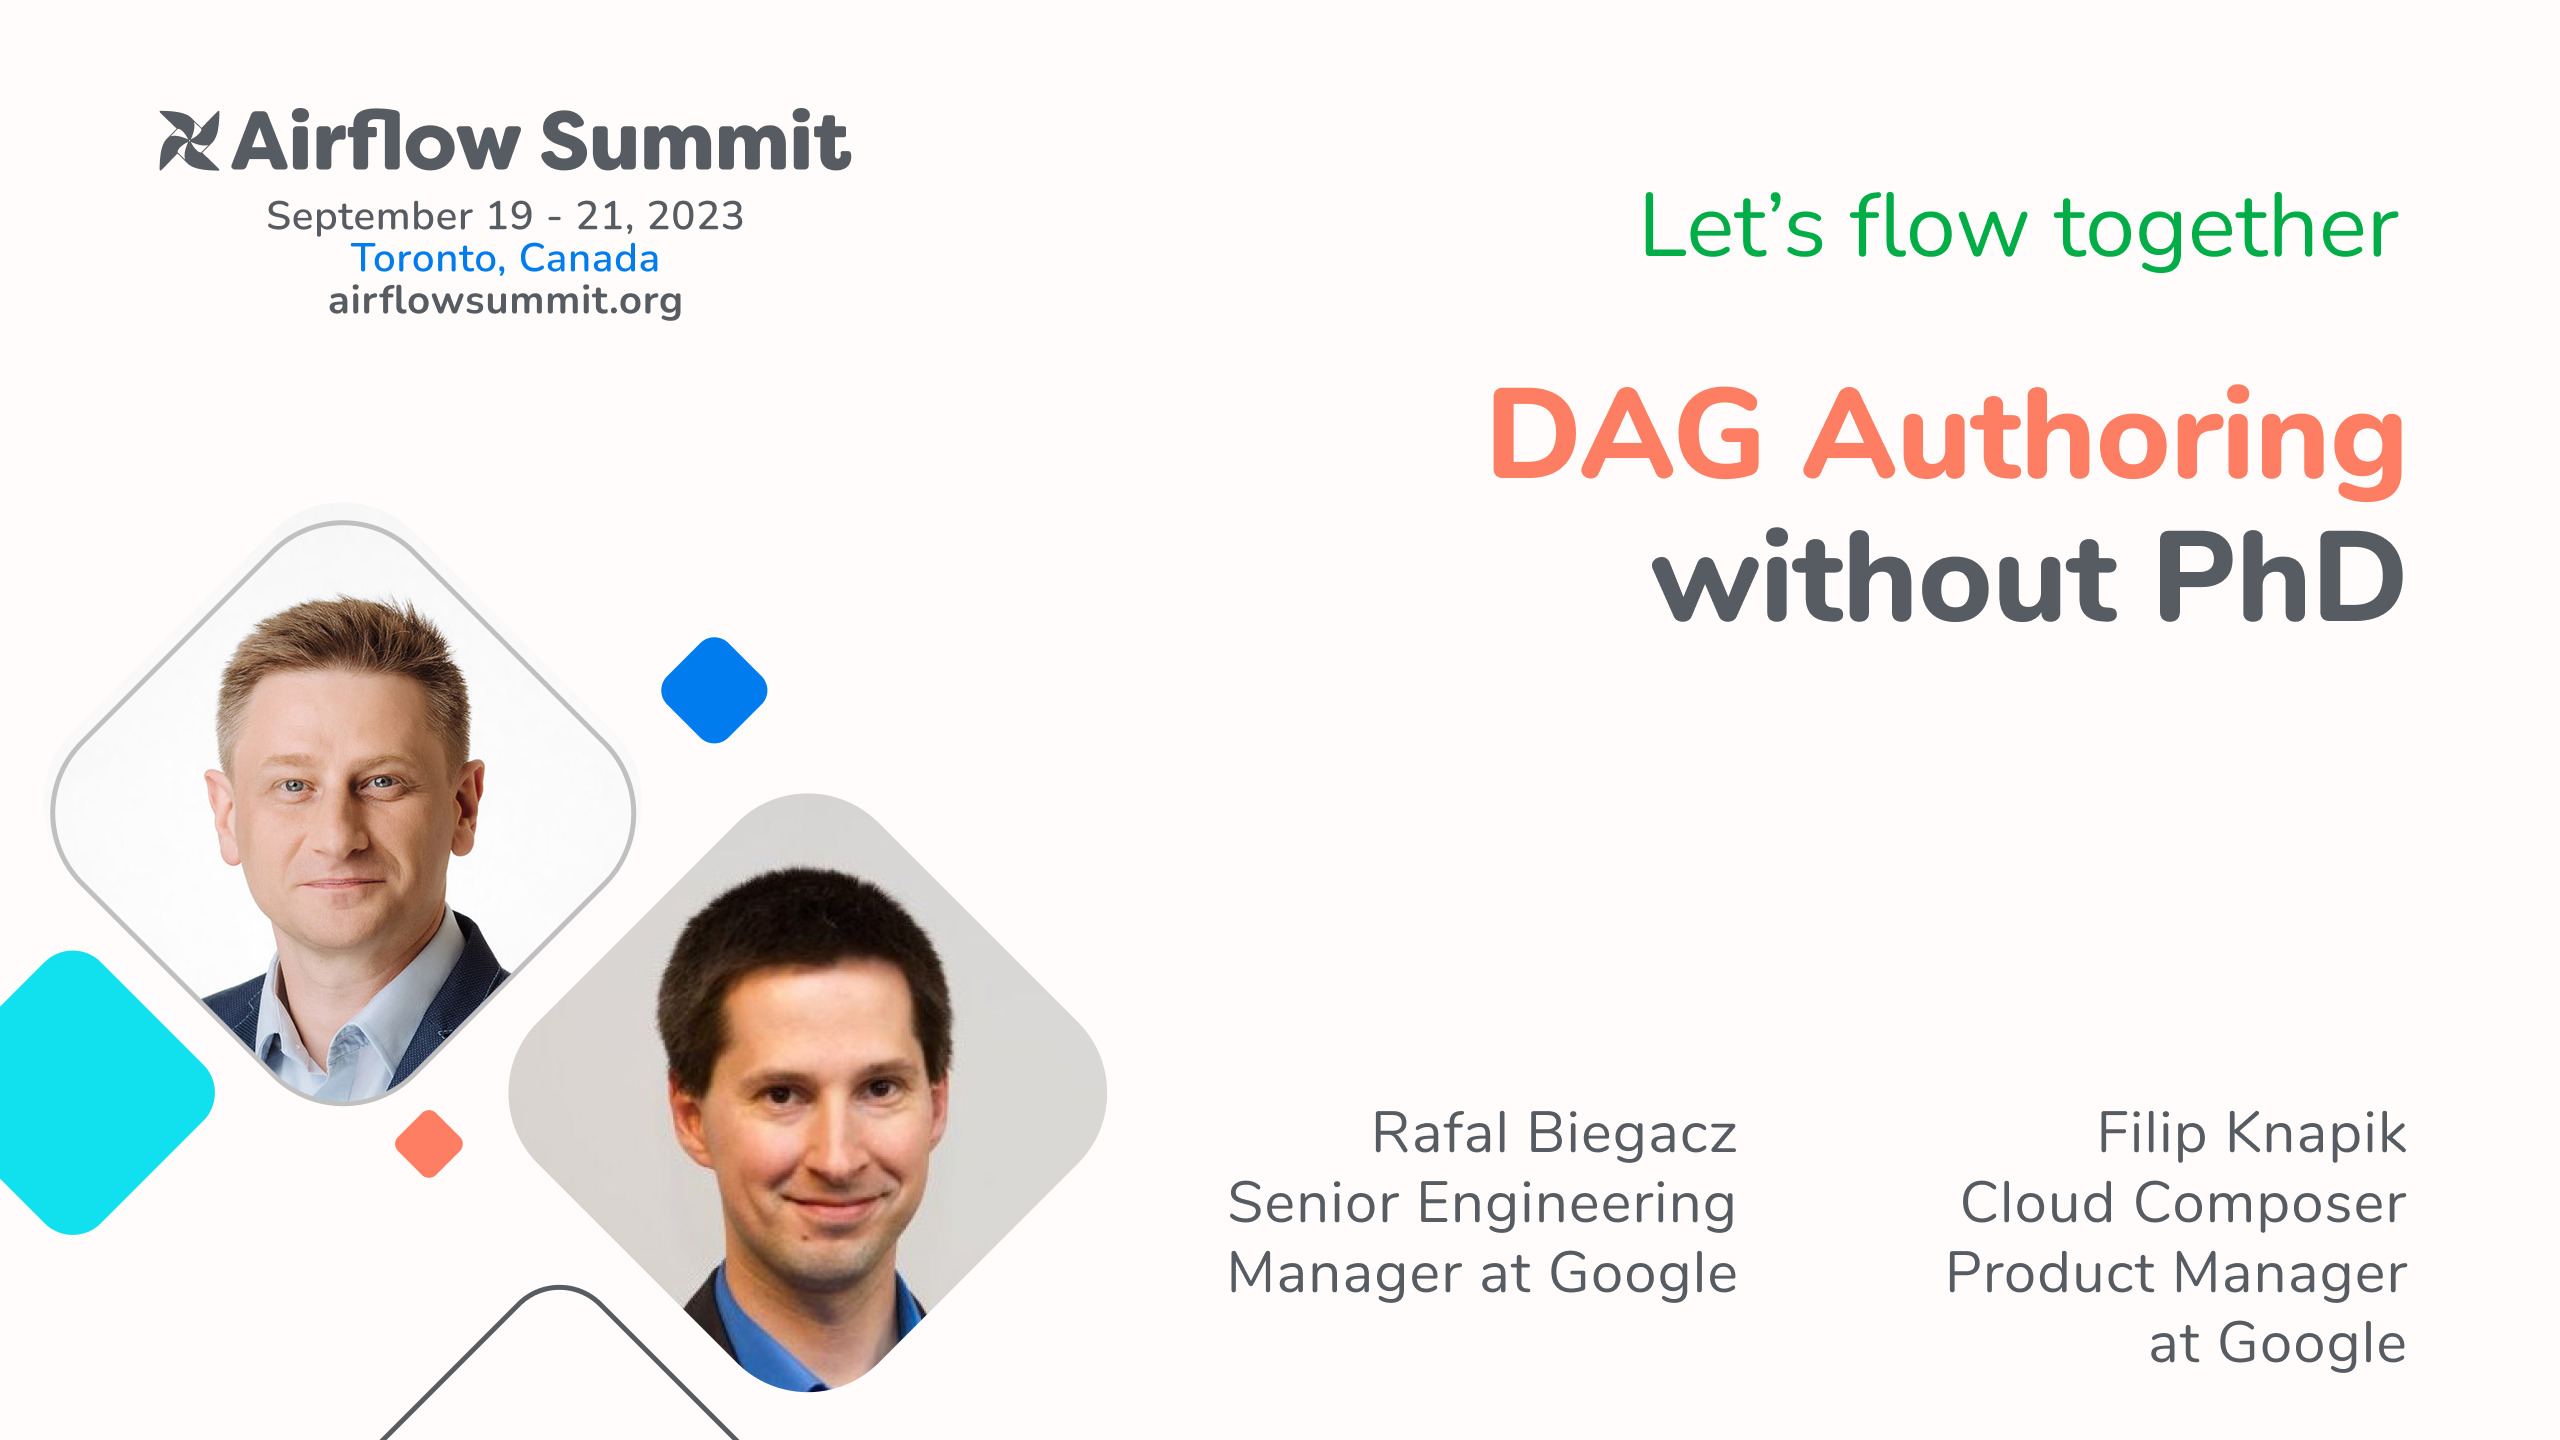 Airflow Summit
September 19 - 21, 2023
Toronto, Canada
airflowsummit.org
Let’s flow together
DAG Authoring
without PhD
Rafal Biegacz
Senior Engineering
Manager at Google
Filip Knapik
Cloud Composer
Product Manager
at Google